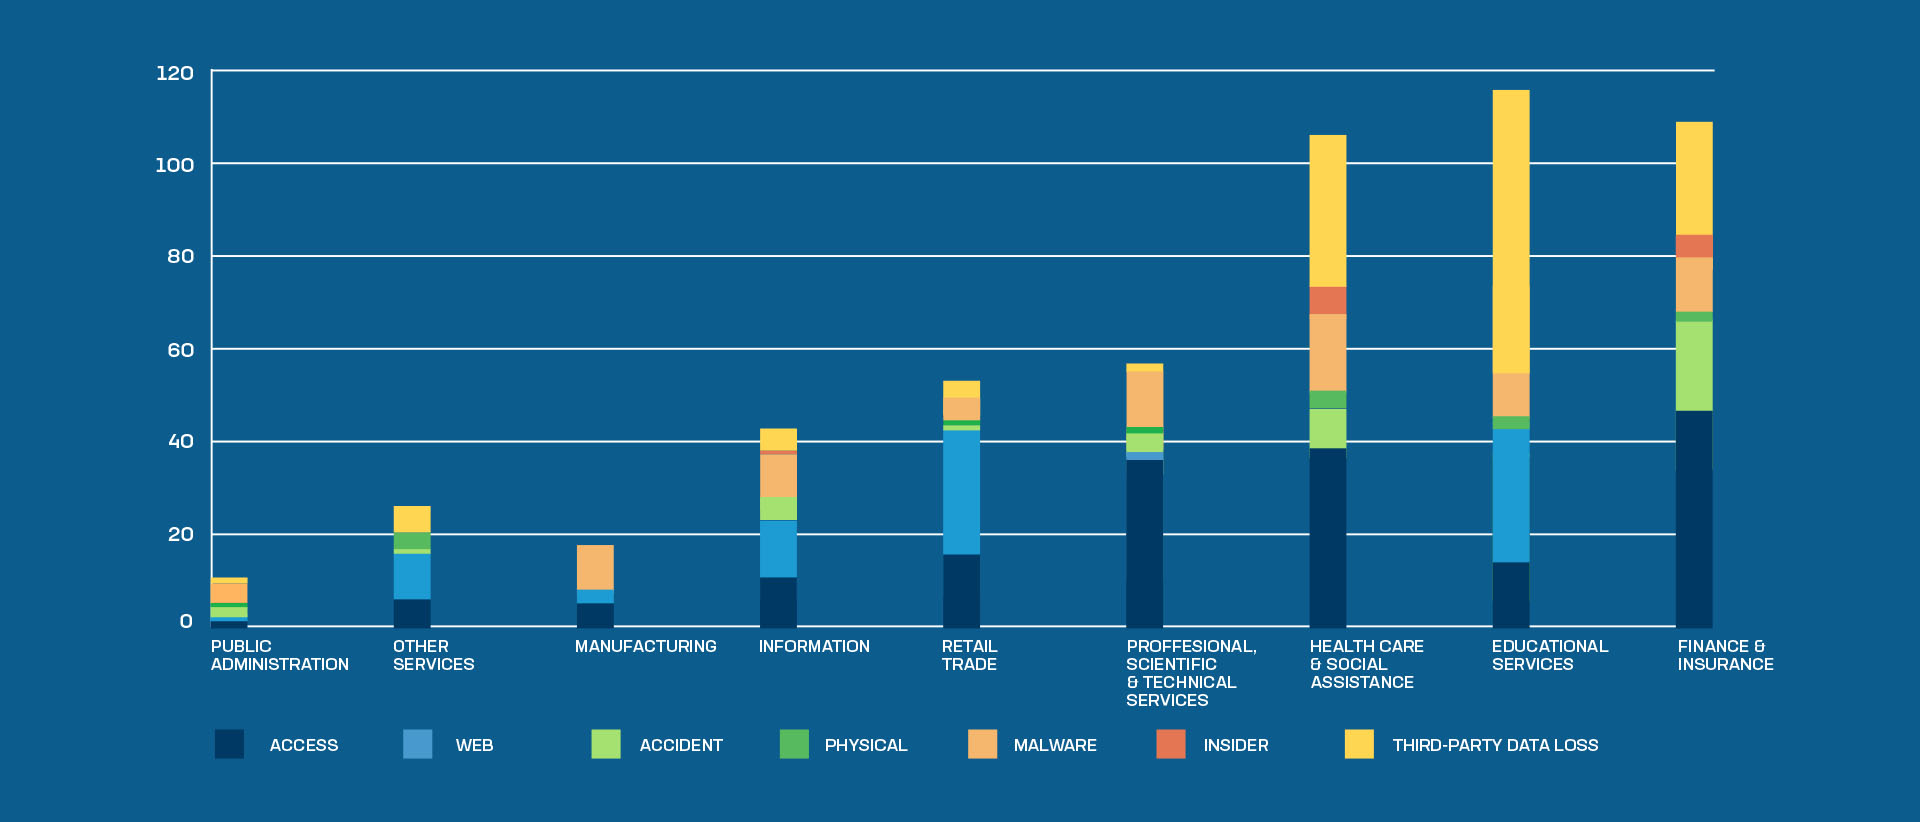 120
100
80
60
40
20
0
PUBLIC
ADMINISTRATION
OTHER
SERVICES
MANUFACTURING
INFORMATION
RETAIL
TRADE
PROFFESIONAL,
SCIENTIFIC
& TECHNICAL
SERVICES
HEALTH CARE
& SOCIAL
ASSISTANCE
EDUCATIONAL
SERVICES
FINANCE &
INSURANCE
ACCESS
WEB
ACCIDENT
PHYSICAL
MALWARE
INSIDER
THIRD-PARTY DATA LOSS